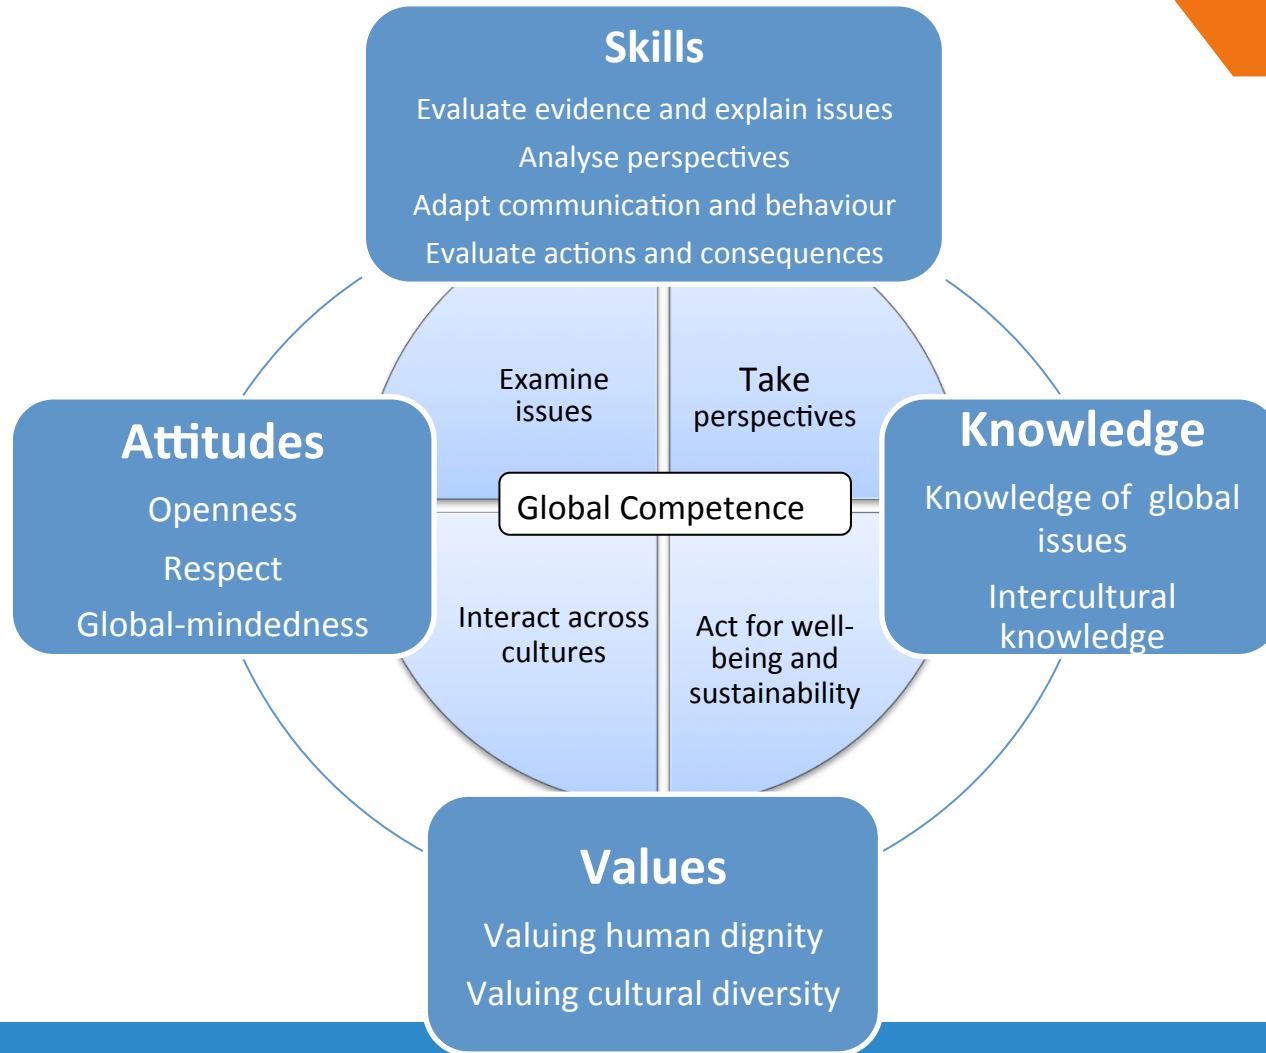 Skills
Evaluate evidence and explain issues
Analyse perspectives
Adapt communication and behaviour
Evaluate actions and consequences
Examine
issues
Take
perspectives
Attitudes
Openness
Respect
Global-mindedness
Global Competence
Knowledge
Knowledge of global
issues
Intercultural
knowledge
Interact across
cultures
Act for well-
being and
sustainability
Values
Valuing human dignity
Valuing cultural diversity